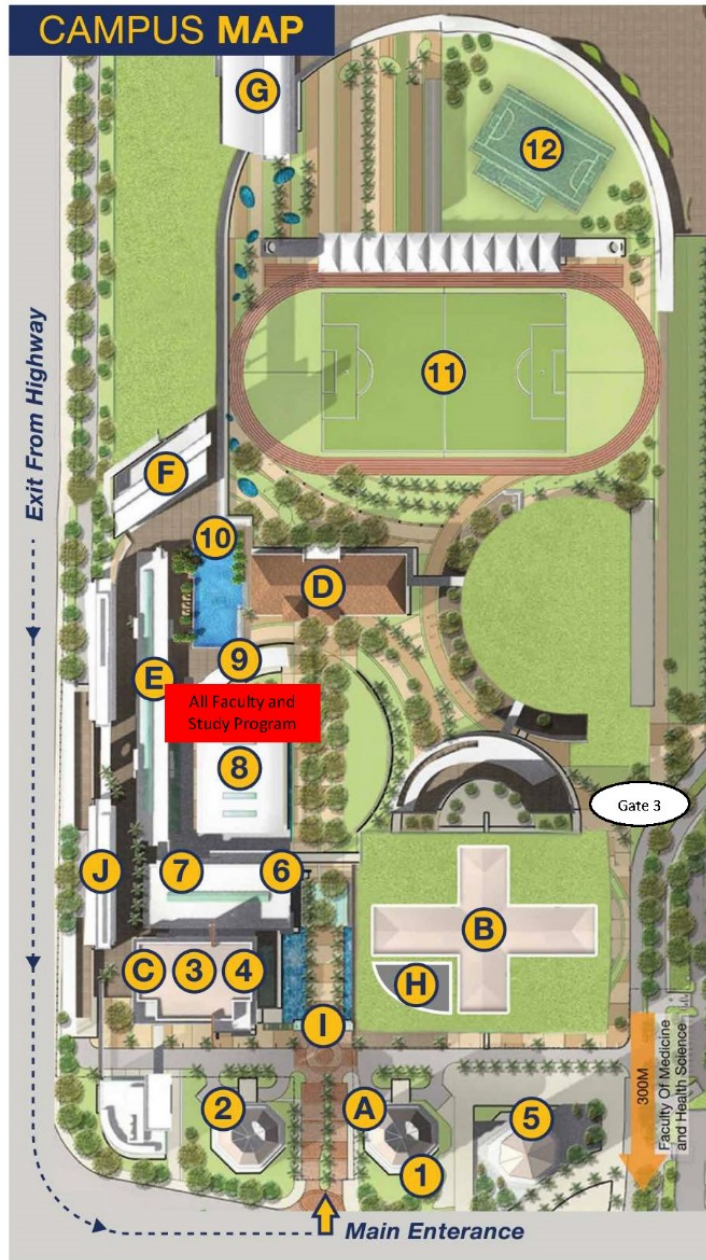 CAMPUS MAP
G
12
11
Exit From Highway
F
10
D
9
E
All Faculty and
Study Program
8
Gate 3
J
7
6
B
C
3
4
H
I
300M
Faculty Of Medicine
and Health Science
2
A
5
1
Main Enterance